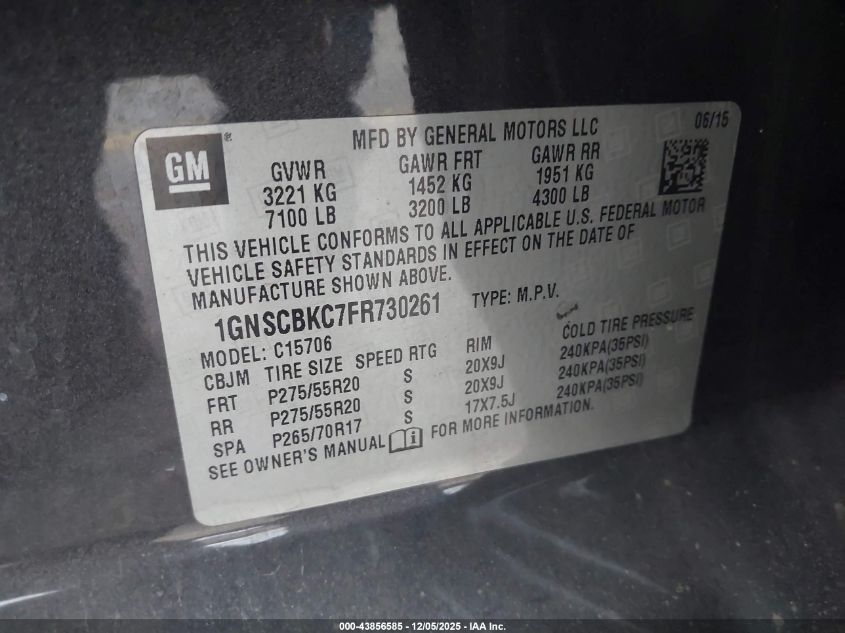 GM ® MFD BY GENERAL MOTORS LLC 06/15
GVWR GAWR FRT GAWR RR
3221 KG 1452 KG 1951 KG
7100 LB 3200 LB 4300 LB
THIS VEHICLE CONFORMS TO ALL APPLICABLE U.S. FEDERAL MOTOR
VEHICLE SAFETY STANDARDS IN EFFECT ON THE DATE OF
MANUFACTURE SHOWN ABOVE.
1GNSCBKC7FR730261 TYPE: M.P.V.
MODEL: C15706
CBJM TIRE SIZE SPEED RTG RIM COLD TIRE PRESSURE
FRT P275/55R20 S 20X9J 240KPA(35PSI)
RR P275/55R20 S 20X9J 240KPA(35PSI)
SPA P265/70R17 S 17X7.5J 240KPA(35PSI)
SEE OWNER'S MANUAL i FOR MORE INFORMATION.
000-43856585 - 12/05/2025 - IAA Inc.